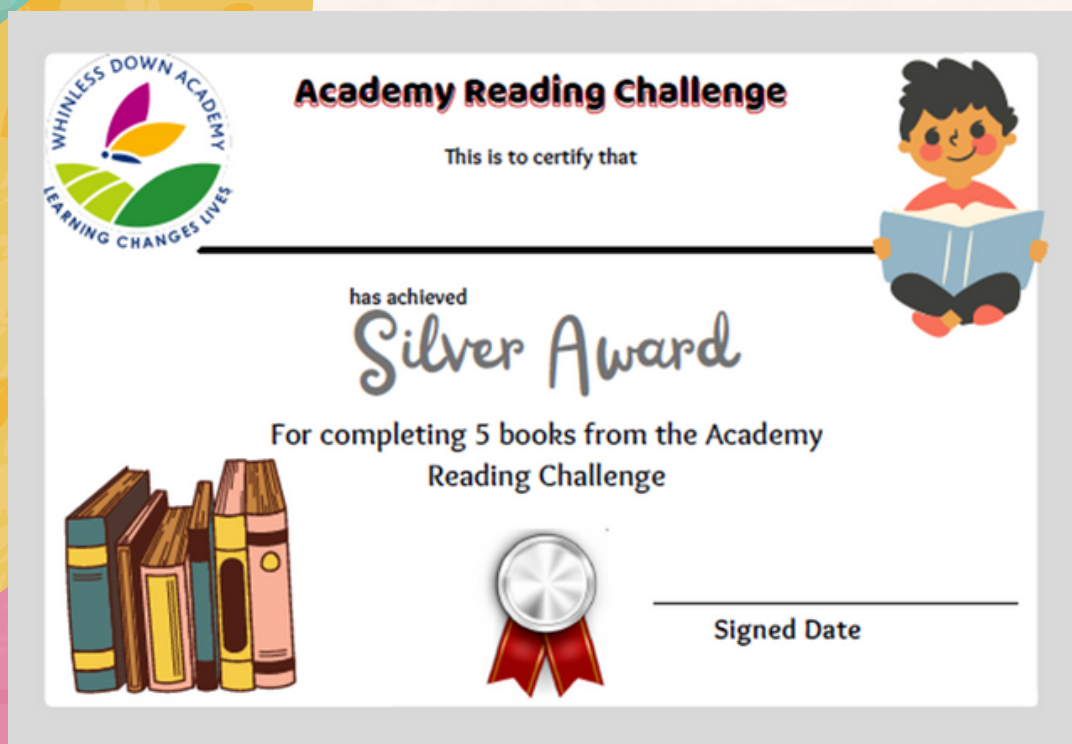 WHINLESS DOWN ACADEMY
LEARNING CHANGES LIVES
Academy Reading Challenge
This is to certify that
has achieved
Silver Award
For completing 5 books from the Academy
Reading Challenge
Signed Date